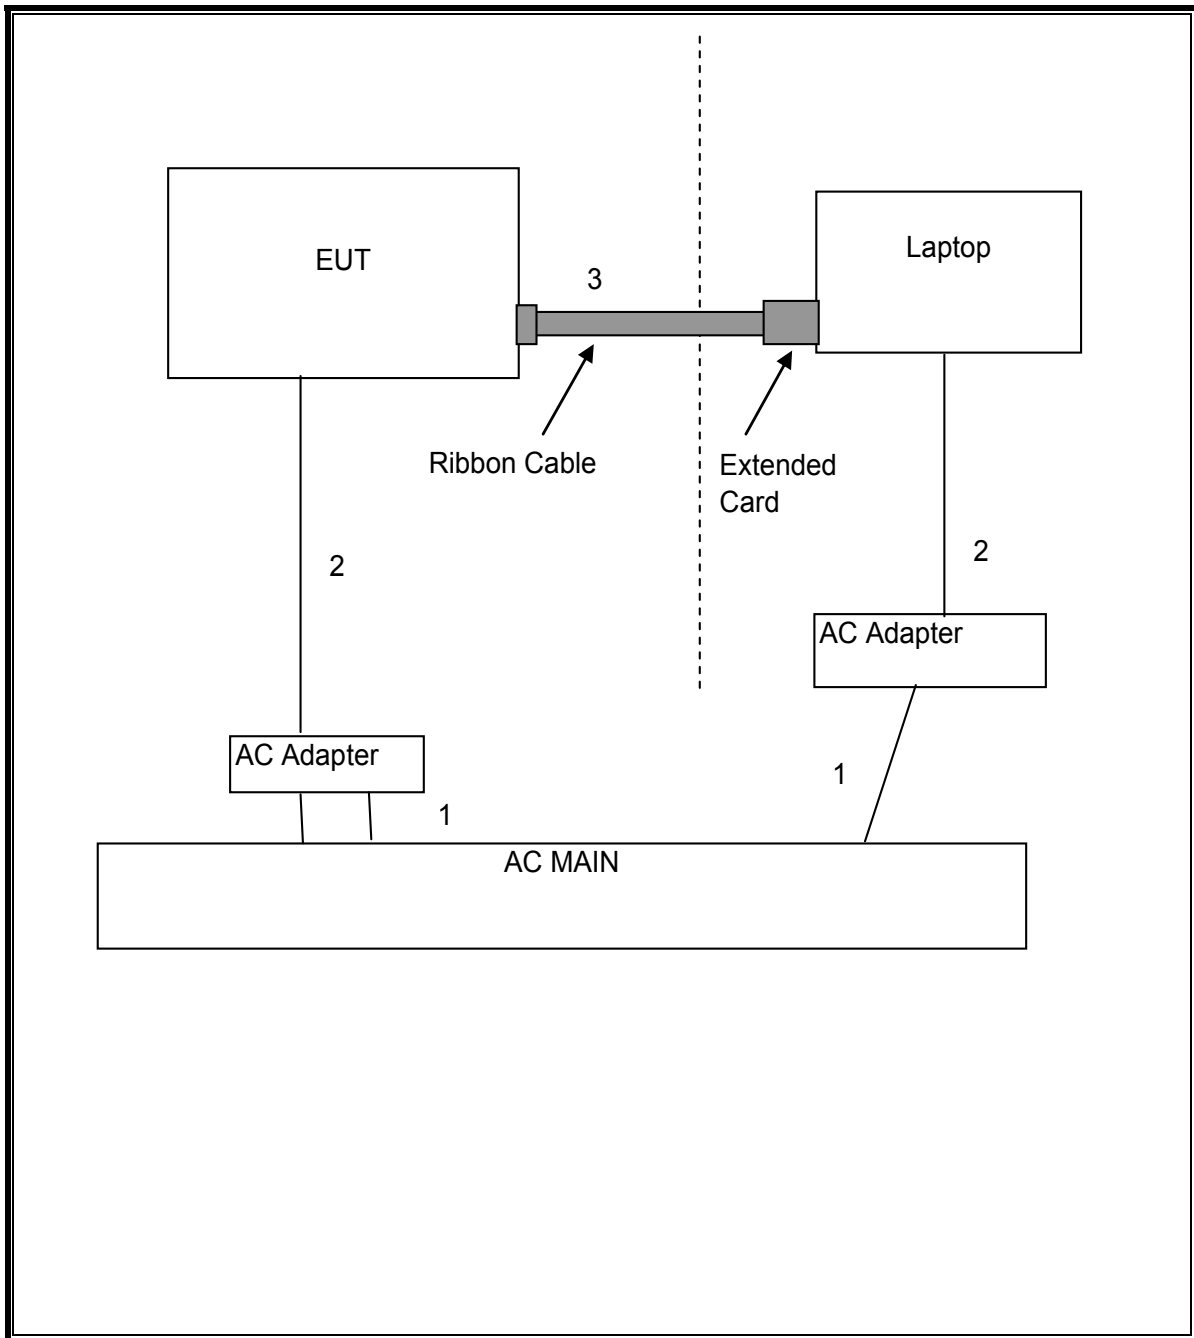 EUT
Laptop
3
Ribbon Cable
Extended
Card
2
2
AC Adapter
AC Adapter
1
1
AC MAIN